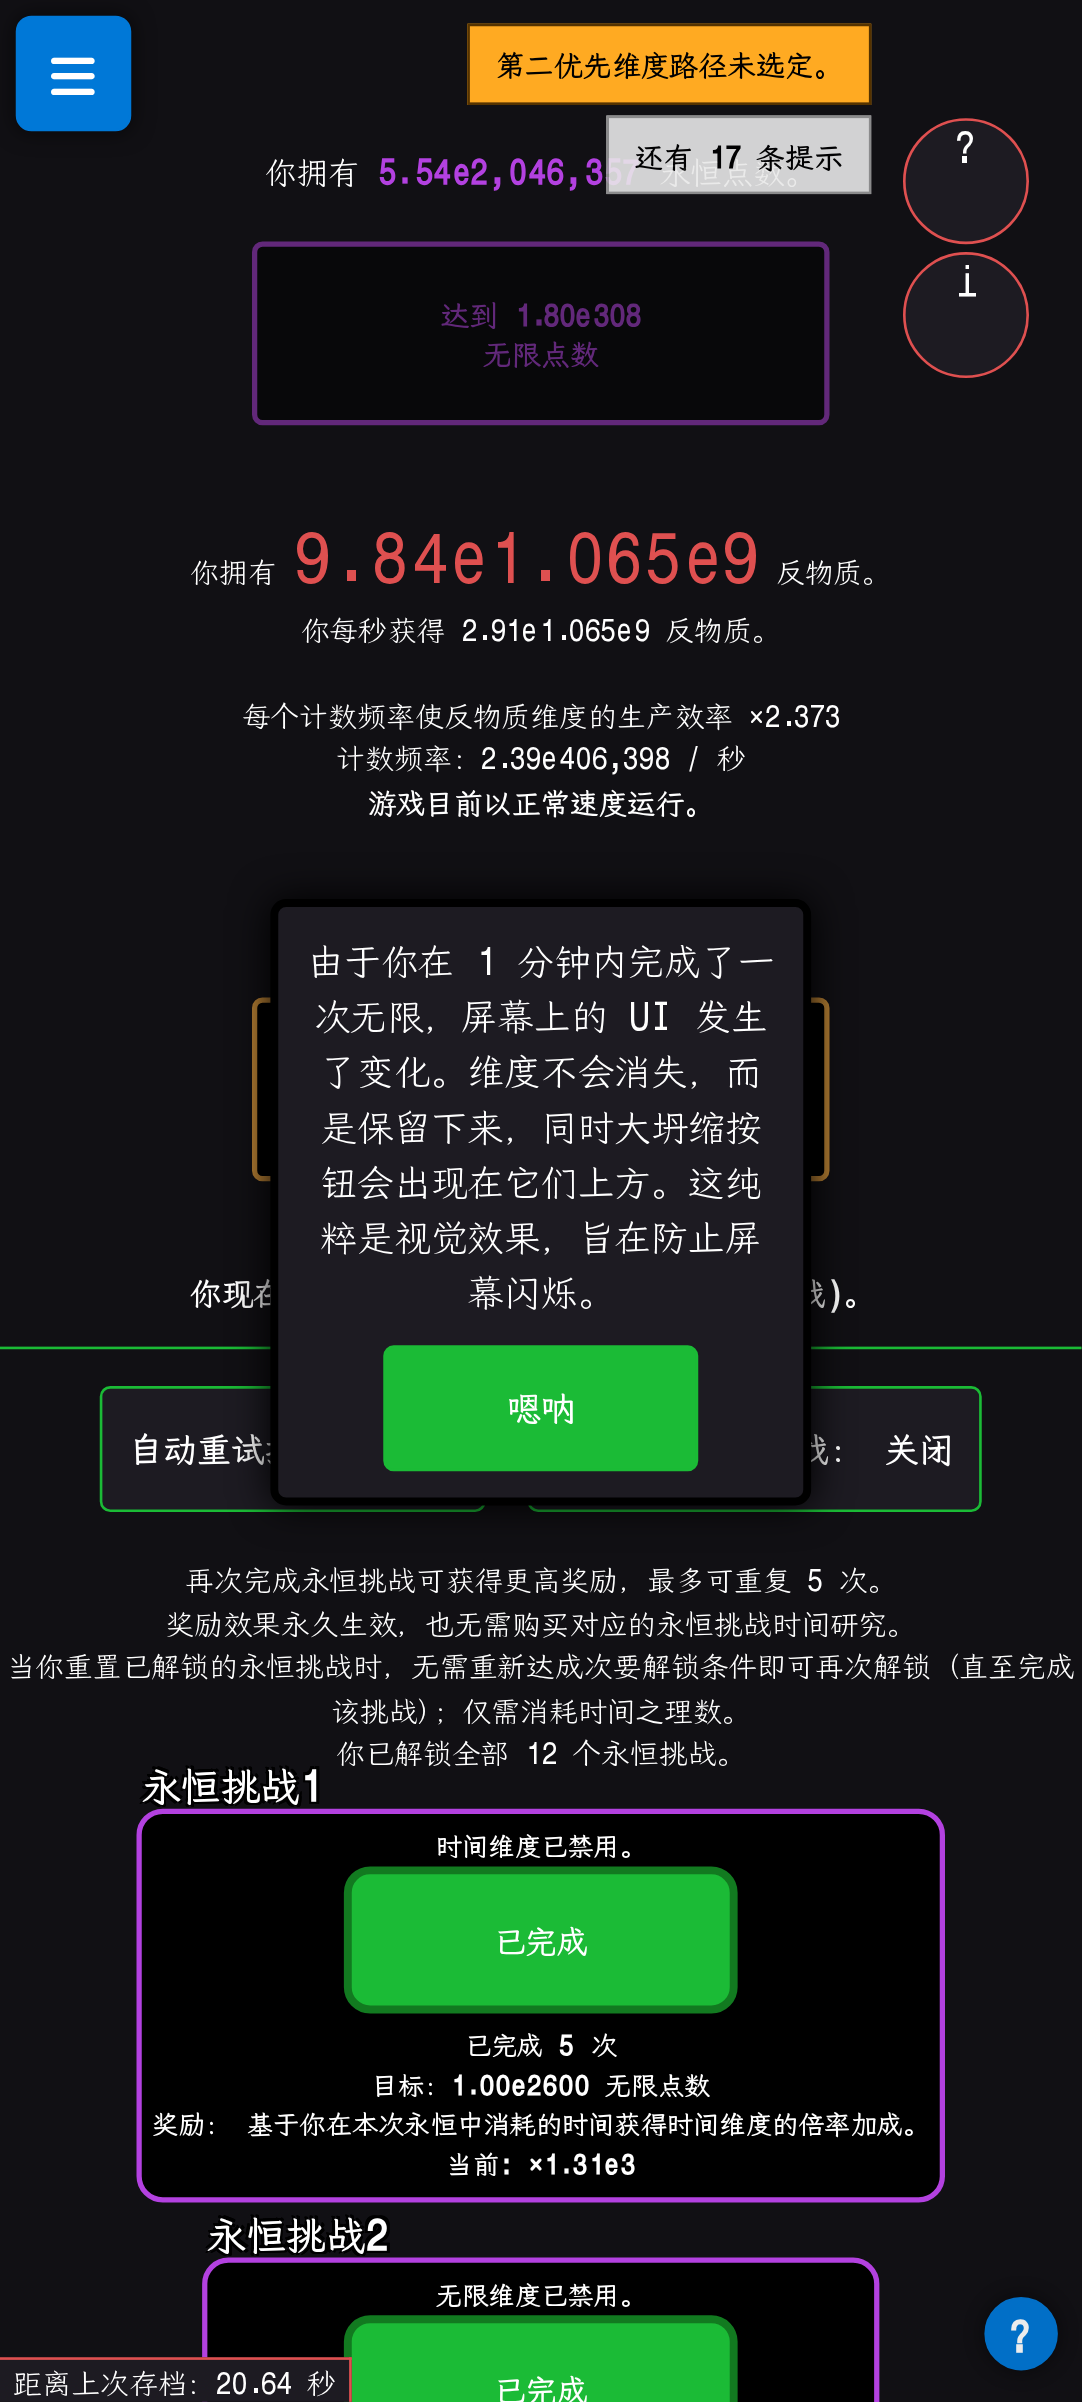 第二优先维度路径未选定。
还有 17 条提示
?
i
你拥有 5.54e2,046,357 永恒点数。
达到 1.80e308
无限点数
你拥有 9.84e1.065e9 反物质。
你每秒获得 2.91e1.065e9 反物质。
每个计数频率使反物质维度的生产效率 ×2.373
计数频率: 2.39e406,398 / 秒
游戏目前以正常速度运行。
由于你在 1 分钟内完成了一
次无限, 屏幕上的 UI 发生
了变化。维度不会消失, 而
是保留下来, 同时大坍缩按
钮会出现在它们上方。这纯
粹是视觉效果, 旨在防止屏
幕闪烁。
嗯呐
你现在 战)。
自动重试 战: 关闭
再次完成永恒挑战可获得更高奖励, 最多可重复 5 次。
奖励效果永久生效, 也无需购买对应的永恒挑战时间研究。
当你重置已解锁的永恒挑战时, 无需重新达成次要解锁条件即可再次解锁 (直至完成
该挑战); 仅需消耗时间之理数。
你已解锁全部 12 个永恒挑战。
永恒挑战1
时间维度已禁用。
已完成
已完成 5 次
目标: 1.00e2600 无限点数
奖励: 基于你在本次永恒中消耗的时间获得时间维度的倍率加成。
当前: ×1.31e3
永恒挑战2
无限维度已禁用。
已完成
?
距离上次存档: 20.64 秒